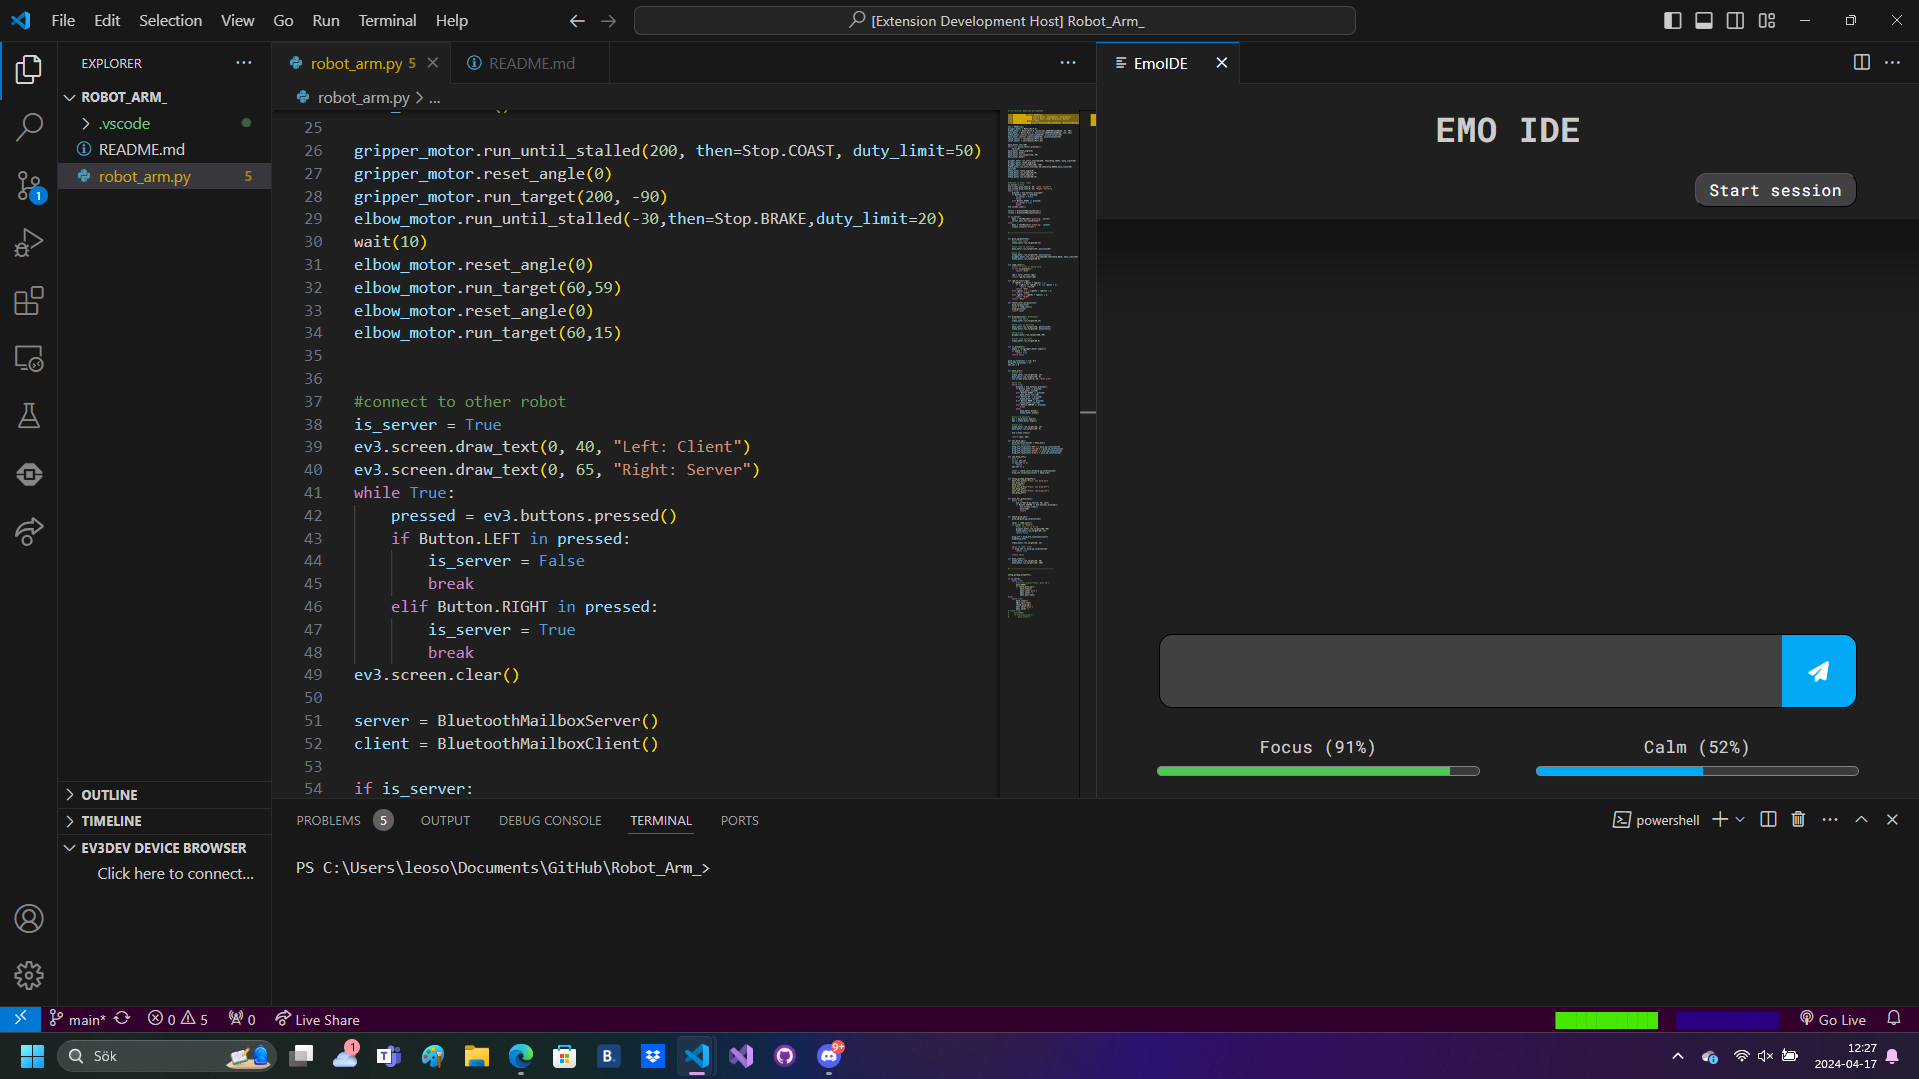 File Edit Selection View Go Run Terminal Help
[Extension Development Host] Robot_Arm_
EXPLORER
ROBOT_ARM_
.vscode
README.md
robot_arm.py 5
OUTLINE
TIMELINE
EV3DEV DEVICE BROWSER
Click here to connect...
1
robot_arm.py 5
README.md
robot_arm.py > ...
25
26 gripper_motor.run_until_stalled(200, then=Stop.COAST, duty_limit=50)
27 gripper_motor.reset_angle(0)
28 gripper_motor.run_target(200, -90)
29 elbow_motor.run_until_stalled(-30,then=Stop.BRAKE,duty_limit=20)
30 wait(10)
31 elbow_motor.reset_angle(0)
32 elbow_motor.run_target(60,59)
33 elbow_motor.reset_angle(0)
34 elbow_motor.run_target(60,15)
35
36
37 #connect to other robot
38 is_server = True
39 ev3.screen.draw_text(0, 40, "Left: Client")
40 ev3.screen.draw_text(0, 65, "Right: Server")
41 while True:
42 pressed = ev3.buttons.pressed()
43 if Button.LEFT in pressed:
44 is_server = False
45 break
46 elif Button.RIGHT in pressed:
47 is_server = True
48 break
49 ev3.screen.clear()
50
51 server = BluetoothMailboxServer()
52 client = BluetoothMailboxClient()
53
54 if is_server:
EmoIDE
EMO IDE
Start session
Focus (91%)
Calm (52%)
PROBLEMS 5 OUTPUT DEBUG CONSOLE TERMINAL PORTS
powershell
PS C:\Users\leoso\Documents\GitHub\Robot_Arm_>
main* 0 5 0 Live Share
Go Live
Sök
1
9+
12:27
2024-04-17